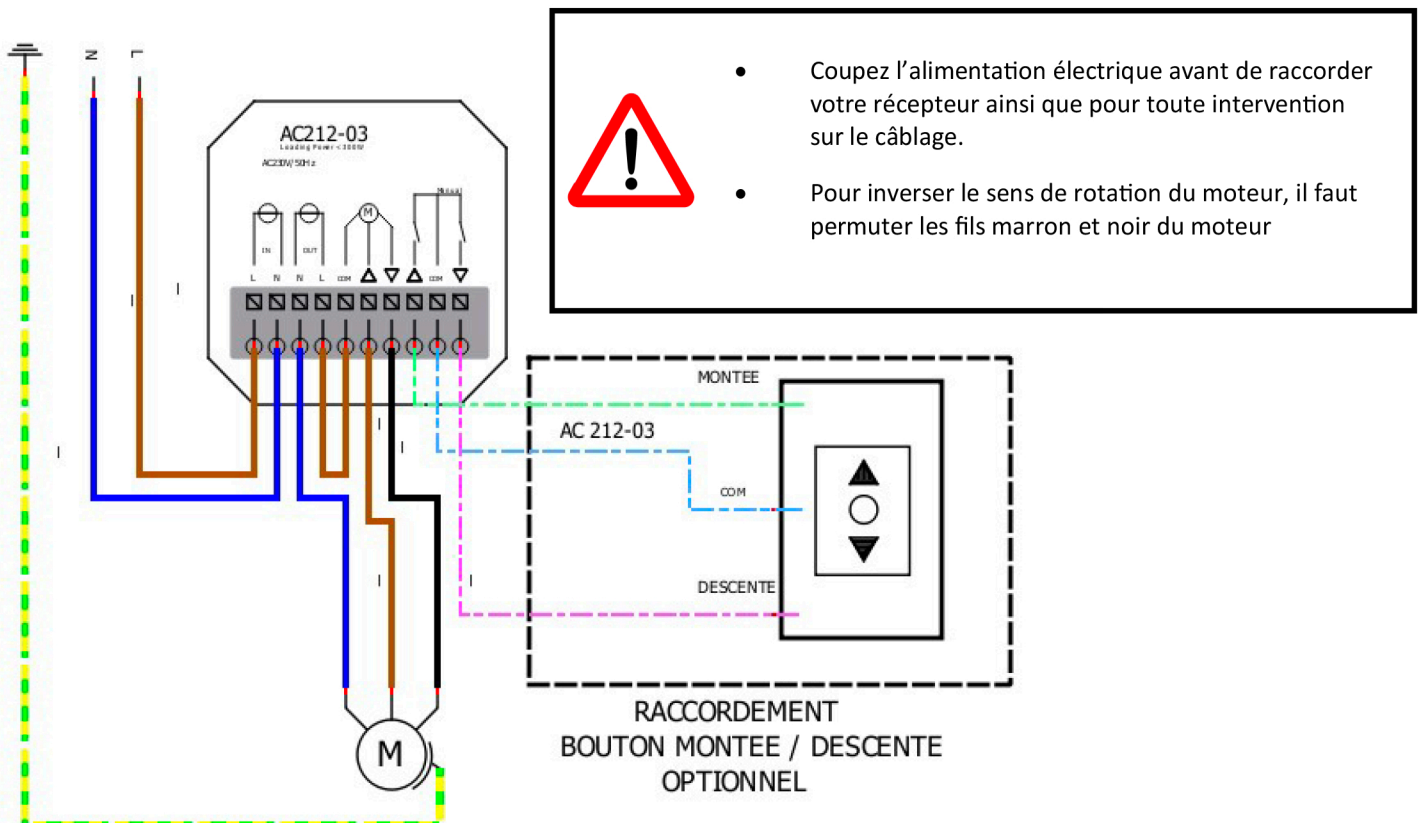 N L
AC212-03
Loading Power <300W
AC230V/50Hz
Manual
M
IN OUT
L N N L COM COM
• Coupez l’alimentation électrique avant de raccorder
votre récepteur ainsi que pour toute intervention
sur le câblage.
• Pour inverser le sens de rotation du moteur, il faut
permuter les fils marron et noir du moteur
MONTEE
AC 212-03
COM
DESCENTE
M
RACCORDEMENT
BOUTON MONTEE / DESCENTE
OPTIONNEL